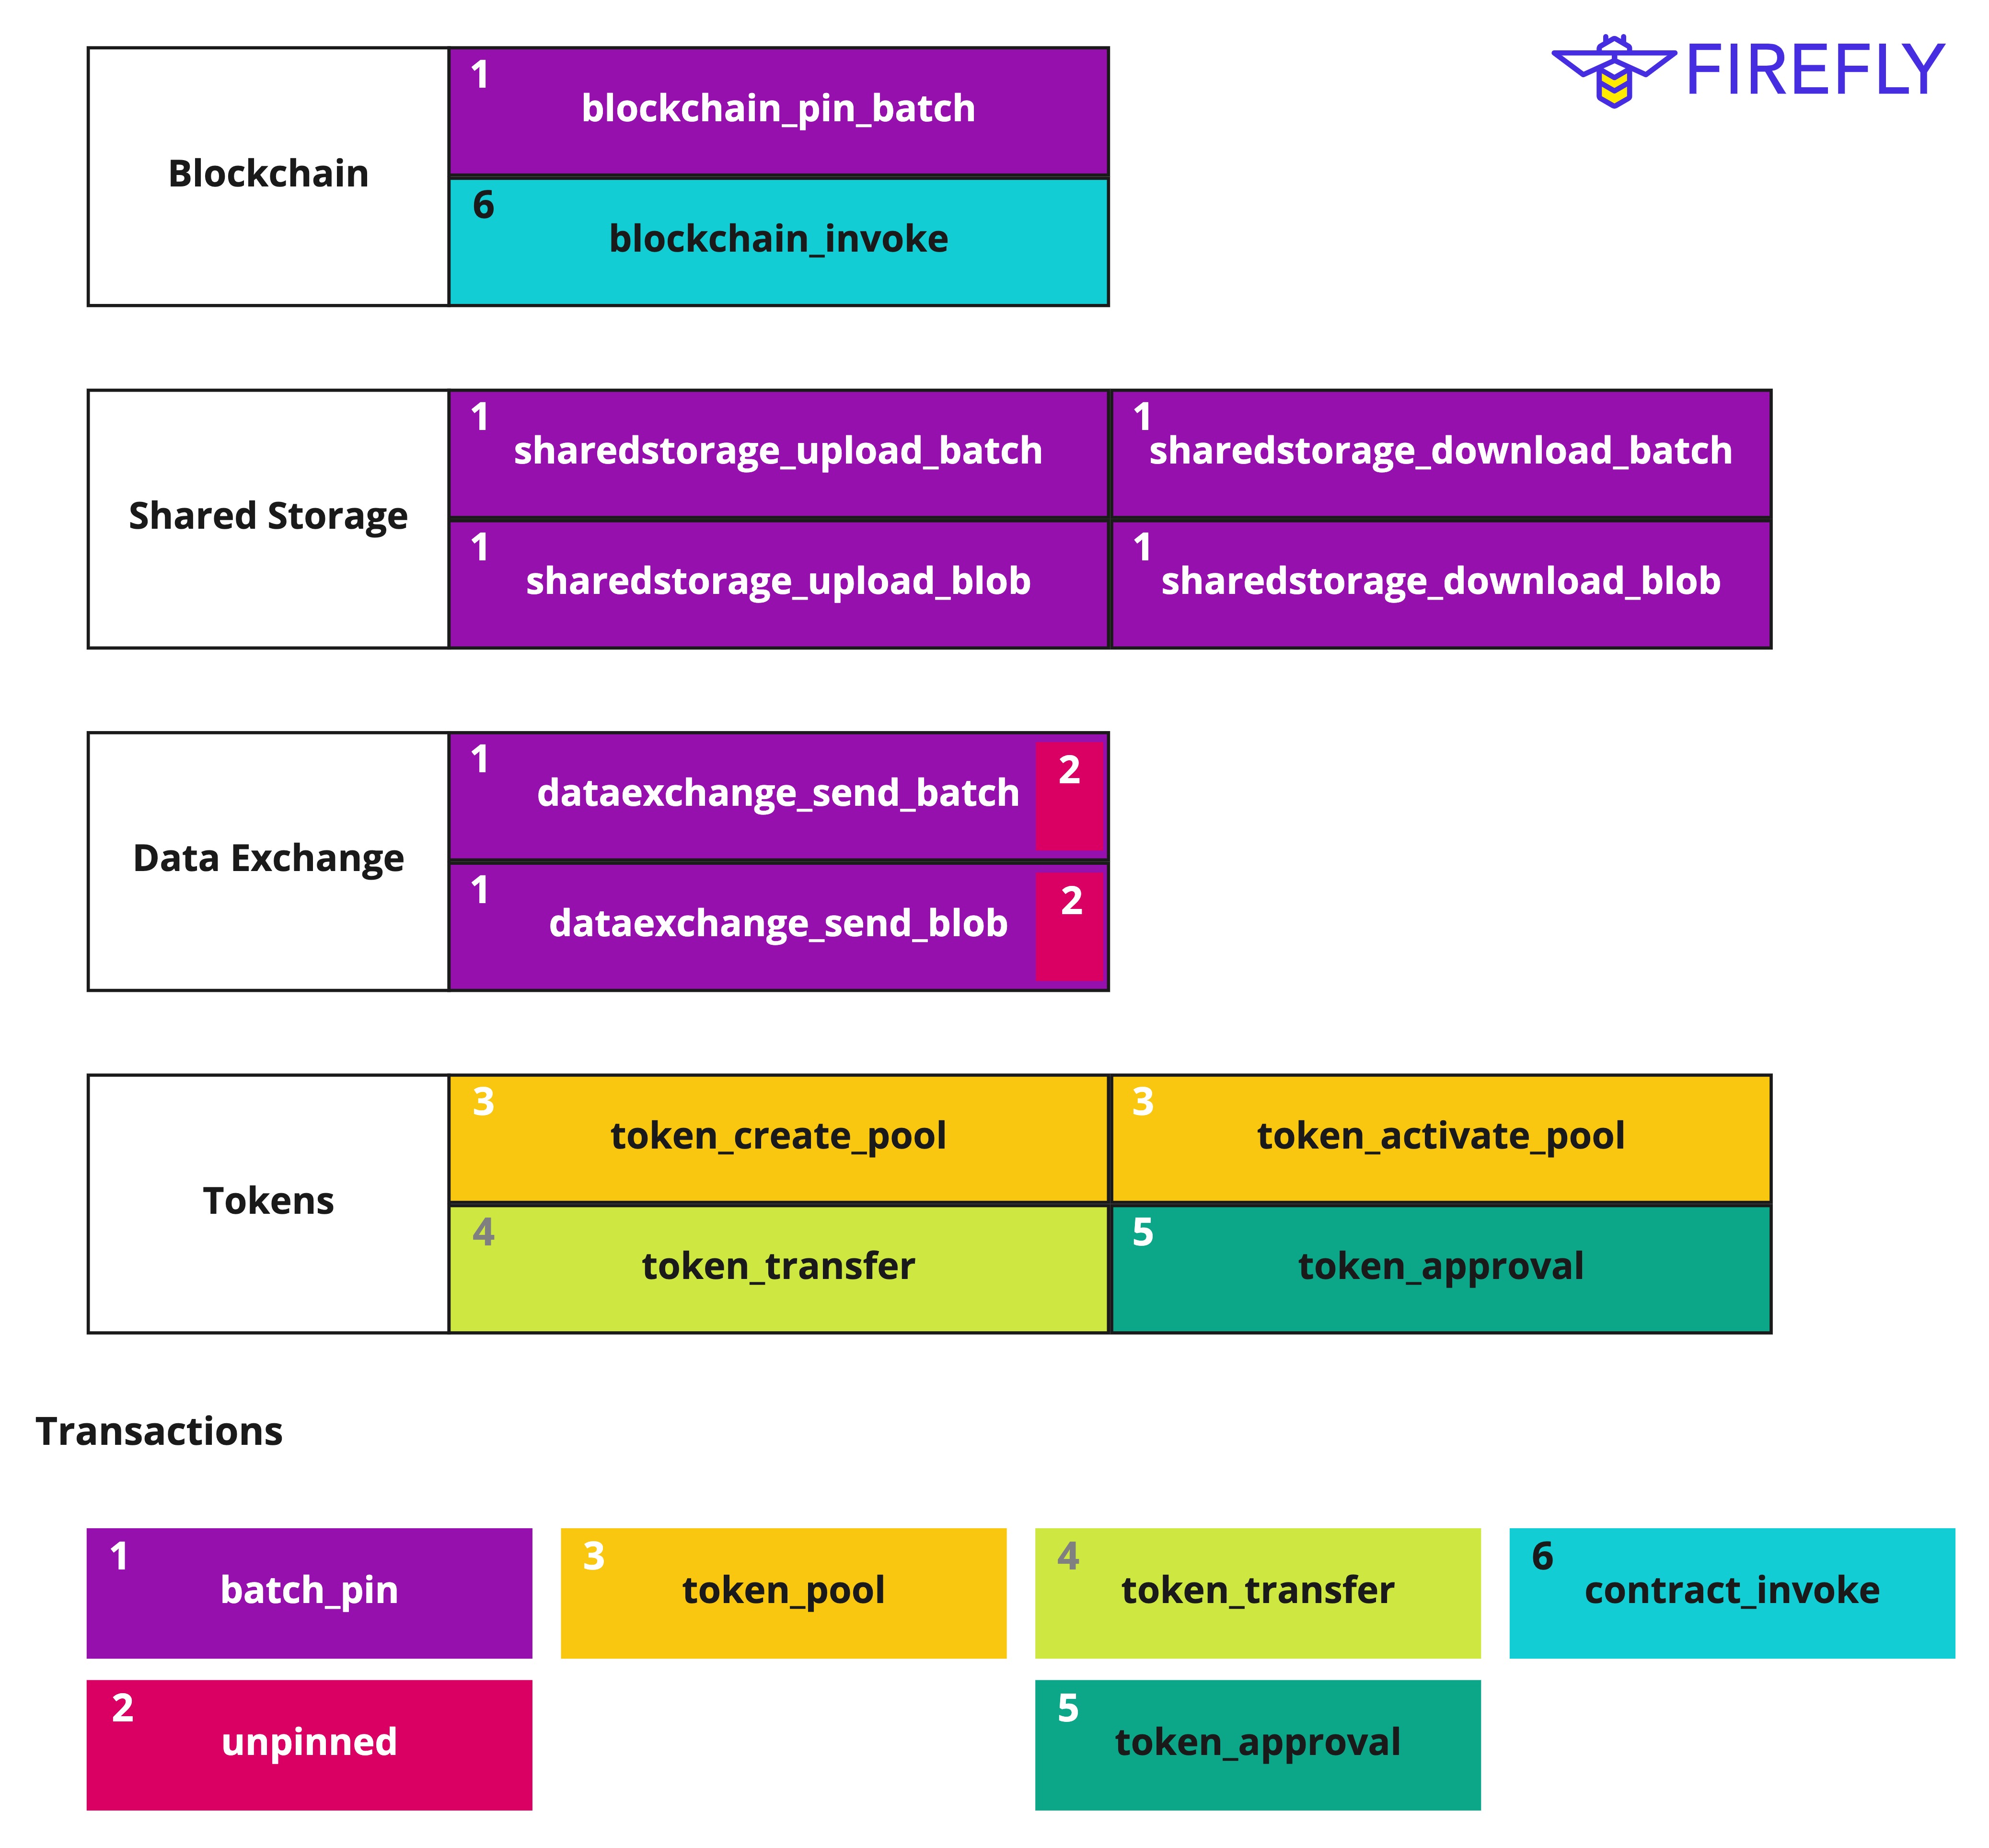 FIREFLY
Blockchain
1
blockchain_pin_batch
6
blockchain_invoke
Shared Storage
1
sharedstorage_upload_batch
1
sharedstorage_download_batch
1
sharedstorage_upload_blob
1
sharedstorage_download_blob
Data Exchange
1
dataexchange_send_batch
2
1
dataexchange_send_blob
2
Tokens
3
token_create_pool
3
token_activate_pool
4
token_transfer
5
token_approval
Transactions
1
batch_pin
3
token_pool
4
token_transfer
6
contract_invoke
2
unpinned
5
token_approval